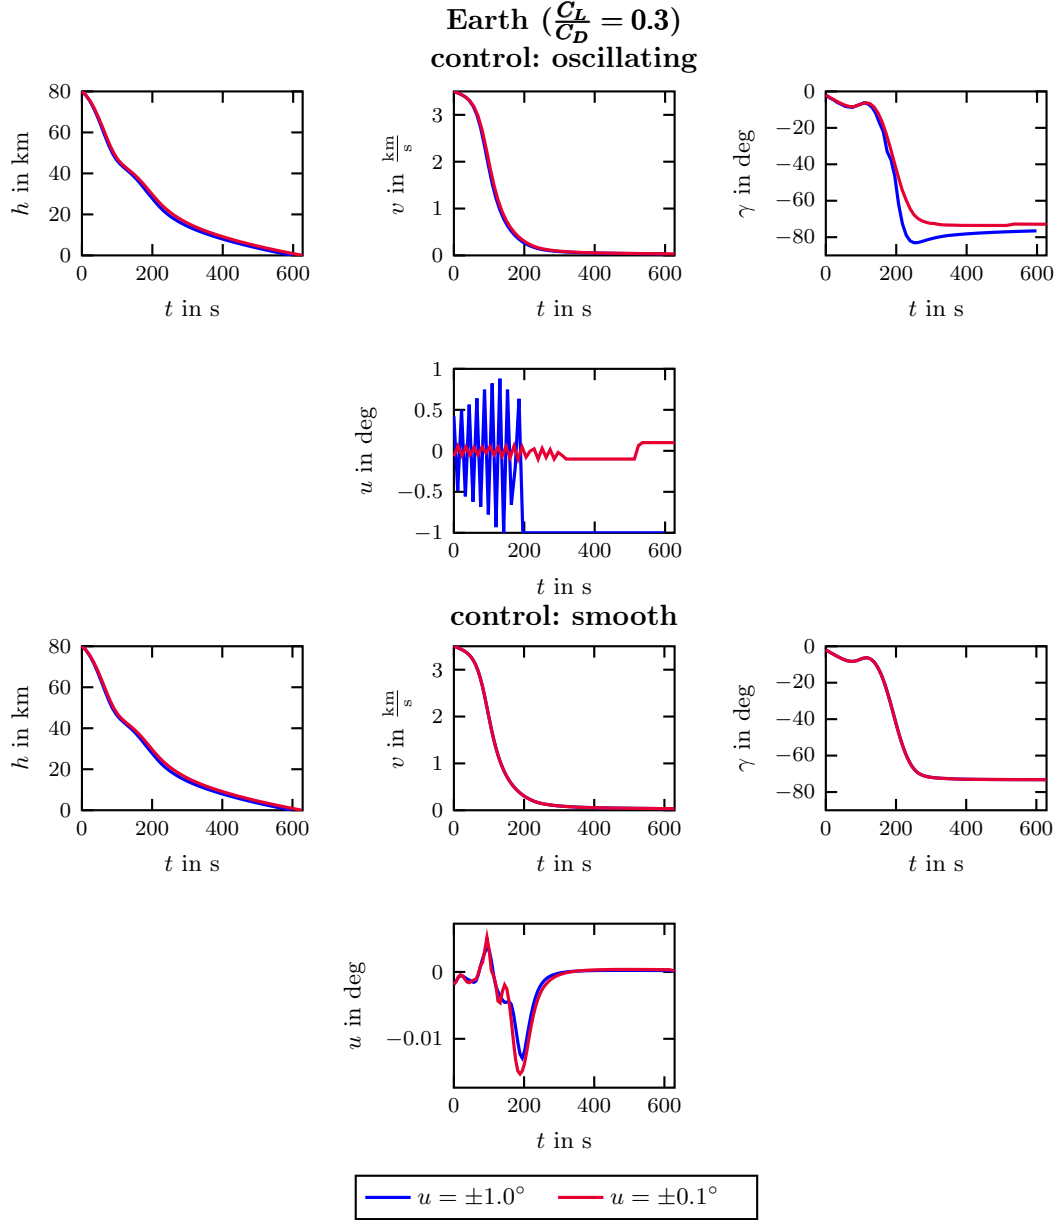 Earth (C_L/C_D = 0.3)
control: oscillating
80
60
40
20
0
0 200 400 600
h in km
t in s
3
2
1
0
0 200 400 600
v in km/s
t in s
0
−20
−40
−60
−80
0 200 400 600
γ in deg
t in s
1
0.5
0
−0.5
−1
0 200 400 600
u in deg
t in s
control: smooth
80
60
40
20
0
0 200 400 600
h in km
t in s
3
2
1
0
0 200 400 600
v in km/s
t in s
0
−20
−40
−60
−80
0 200 400 600
γ in deg
t in s
0
−0.01
0 200 400 600
u in deg
t in s
u = ±1.0° u = ±0.1°